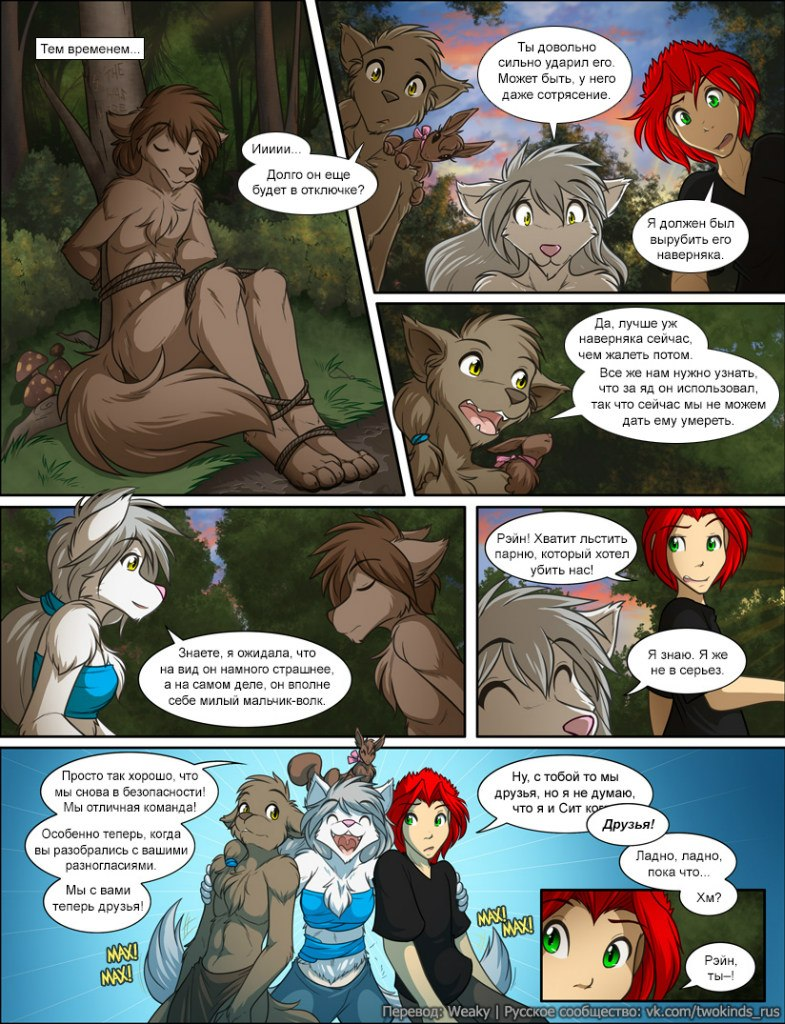 Тем временем...
THE
Иииии...
Долго он еще
будет в отключке?
Ты довольно
сильно ударил его.
Может быть, у него
даже сотрясение.
Я должен был
вырубить его
наверняка.
Да, лучше уж
наверняка сейчас,
чем жалеть потом.
Все же нам нужно узнать,
что за яд он использовал,
так что сейчас мы не можем
дать ему умереть.
Знаете, я ожидала, что
на вид он намного страшнее,
а на самом деле, он вполне
себе милый мальчик-волк.
Рэйн! Хватит льстить
парню, который хотел
убить нас!
Я знаю. Я же
не в серьез.
Просто так хорошо, что
мы снова в безопасности!
Мы отличная команда!
Особенно теперь, когда
вы разобрались с вашими
разногласиями.
Мы с вами
теперь друзья!
Ну, с тобой то мы
друзья, но я не думаю,
что я и Сит ког
Друзья!
Ладно, ладно,
пока что...
Хм?
Рэйн,
ты–!
МАХ!
МАХ!
МАХ!
МАХ!
Перевод: Weaky | Русское сообщество: vk.com/twokinds_rus